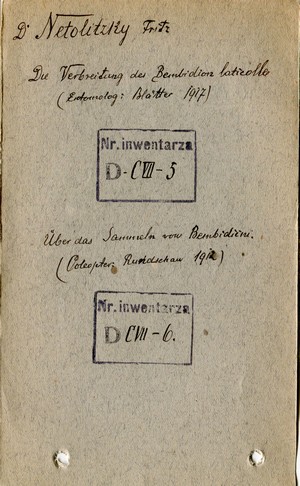 Dr Netolitzky Fritz
Die Verbreitung des Bembidion laticolle
(Entomolog: Blätter 1917)
Nr. inwentarza
D-CVII-5
Über das Sammeln von Bembidien.
(Coleopter. Rundschau 1912)
Nr. inwentarza
D CVII-6.